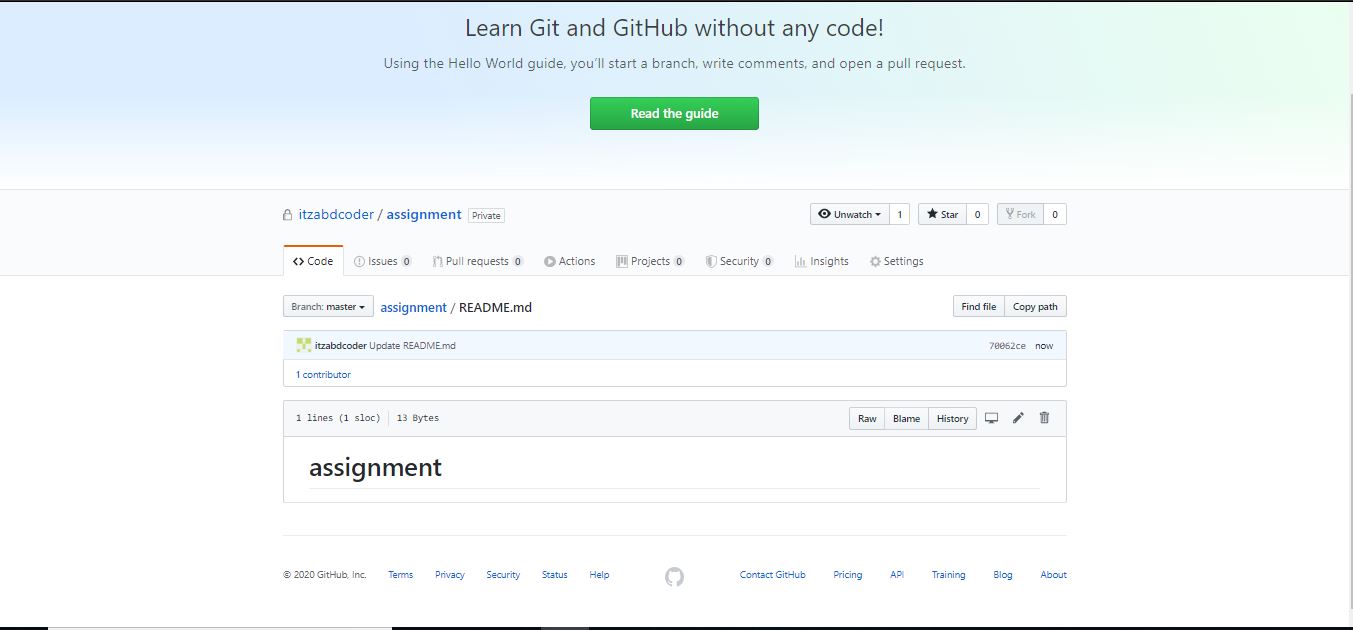 Learn Git and GitHub without any code!
Using the Hello World guide, you’ll start a branch, write comments, and open a pull request.
Read the guide
itzabdcoder / assignment Private Unwatch 1 Star 0 Fork 0
Code Issues 0 Pull requests 0 Actions Projects 0 Security 0 Insights Settings
Branch: master assignment / README.md Find file Copy path
itzabdcoder Update README.md 70062ce now
1 contributor
1 lines (1 sloc) 13 Bytes Raw Blame History
assignment
© 2020 GitHub, Inc. Terms Privacy Security Status Help Contact GitHub Pricing API Training Blog About